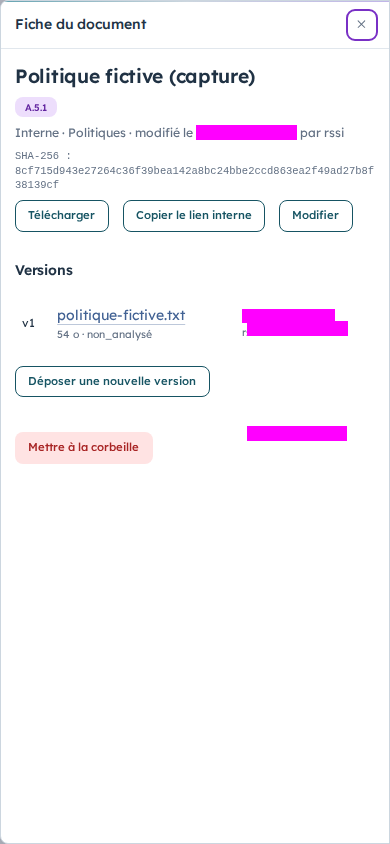 Fiche du document
×
Politique fictive (capture)
A.5.1
Interne · Politiques · modifié le par rssi
SHA-256 :
8cf715d943e27264c36f39bea142a8bc24bbe2ccd863ea2f49ad27b8f
38139cf
Télécharger Copier le lien interne Modifier
Versions
v1 politique-fictive.txt
54 o · non_analysé
Déposer une nouvelle version
Mettre à la corbeille